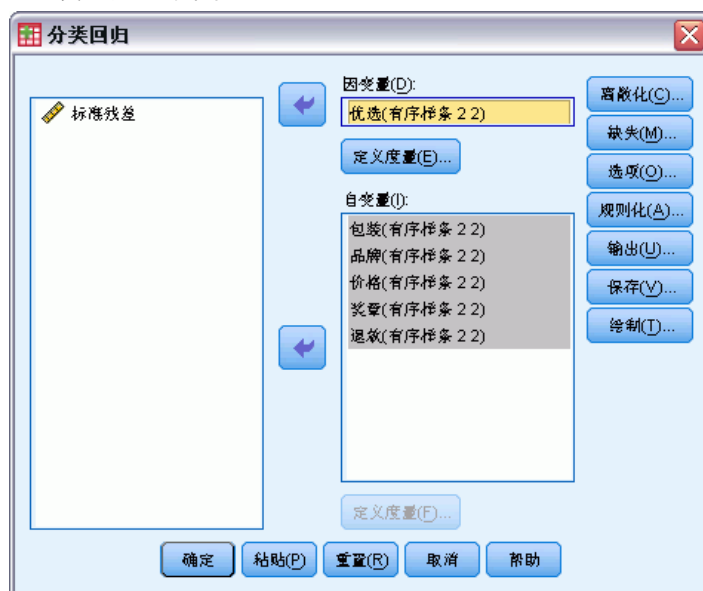 分类回归
标准残差
因变量(D):
优选(有序样条 2 2)
定义度量(E)...
自变量(I):
包装(有序样条 2 2)
品牌(有序样条 2 2)
价格(有序样条 2 2)
奖章(有序样条 2 2)
退款(有序样条 2 2)
定义度量(F)...
离散化(C)...
缺失(M)...
选项(O)...
规则化(A)...
输出(U)...
保存(V)...
绘制(T)...
确定
粘贴(P)
重置(R)
取消
帮助